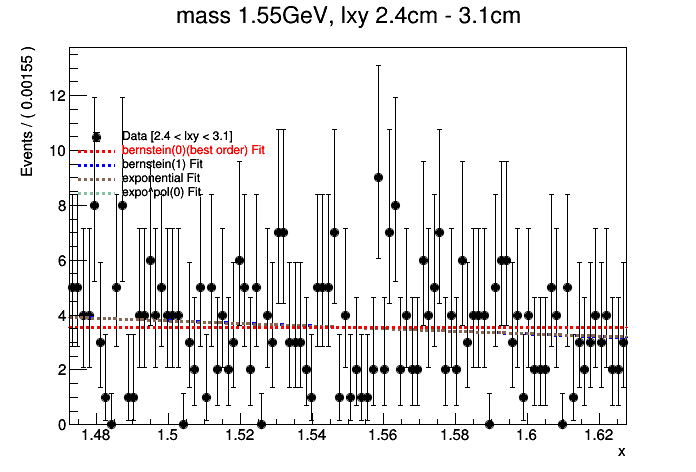 mass 1.55GeV, lxy 2.4cm - 3.1cm
Events / ( 0.00155 )
12
10
8
6
4
2
0
Data [2.4 < lxy < 3.1]
bernstein(0)(best order) Fit
bernstein(1) Fit
exponential Fit
expo*pol(0) Fit
1.48 1.5 1.52 1.54 1.56 1.58 1.6 1.62
x